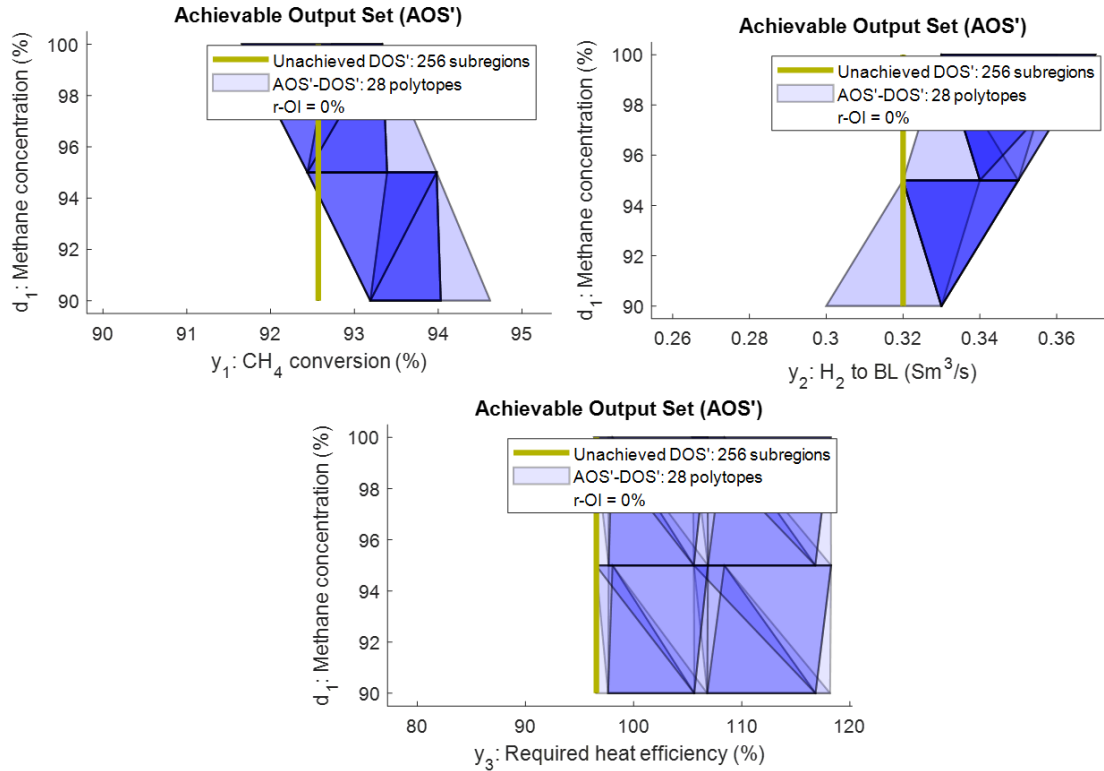 Achievable Output Set (AOS')
d₁: Methane concentration (%)
100
98
96
94
92
90
Unachieved DOS': 256 subregions
AOS'-DOS': 28 polytopes
r-OI = 0%
90
91
92
93
94
95
y₁: CH₄ conversion (%)
Achievable Output Set (AOS')
d₁: Methane concentration (%)
100
98
96
94
92
90
Unachieved DOS': 256 subregions
AOS'-DOS': 28 polytopes
r-OI = 0%
0.26
0.28
0.3
0.32
0.34
0.36
y₂: H₂ to BL (Sm³/s)
Achievable Output Set (AOS')
d₁: Methane concentration (%)
100
98
96
94
92
90
Unachieved DOS': 256 subregions
AOS'-DOS': 28 polytopes
r-OI = 0%
80
90
100
110
120
y₃: Required heat efficiency (%)